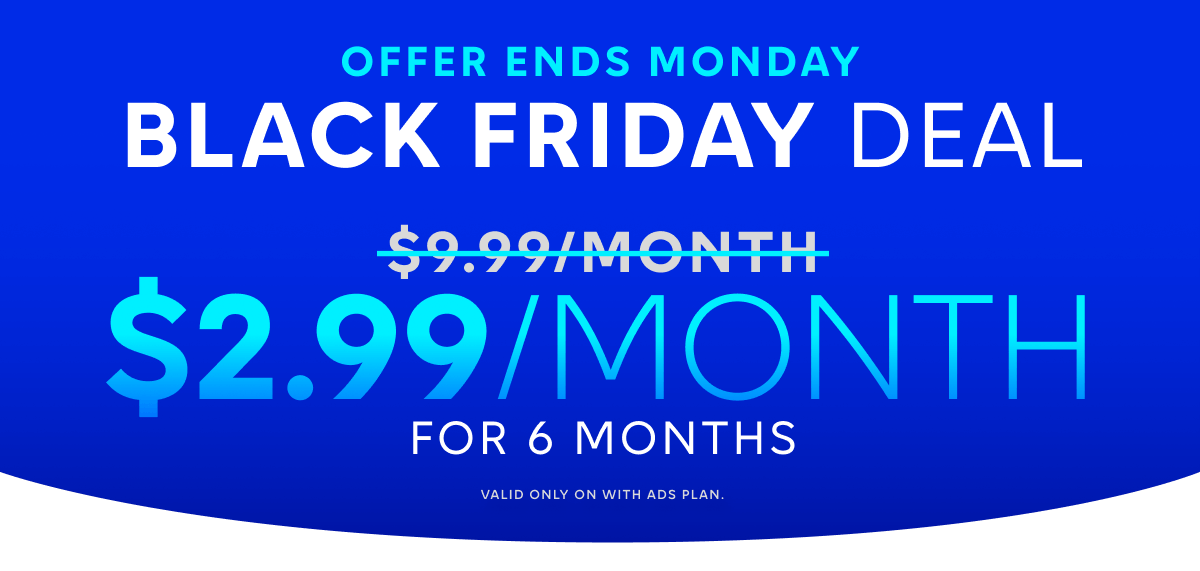 OFFER ENDS MONDAY
BLACK FRIDAY DEAL
$9.99/MONTH
$2.99/MONTH
FOR 6 MONTHS
VALID ONLY ON WITH ADS PLAN.